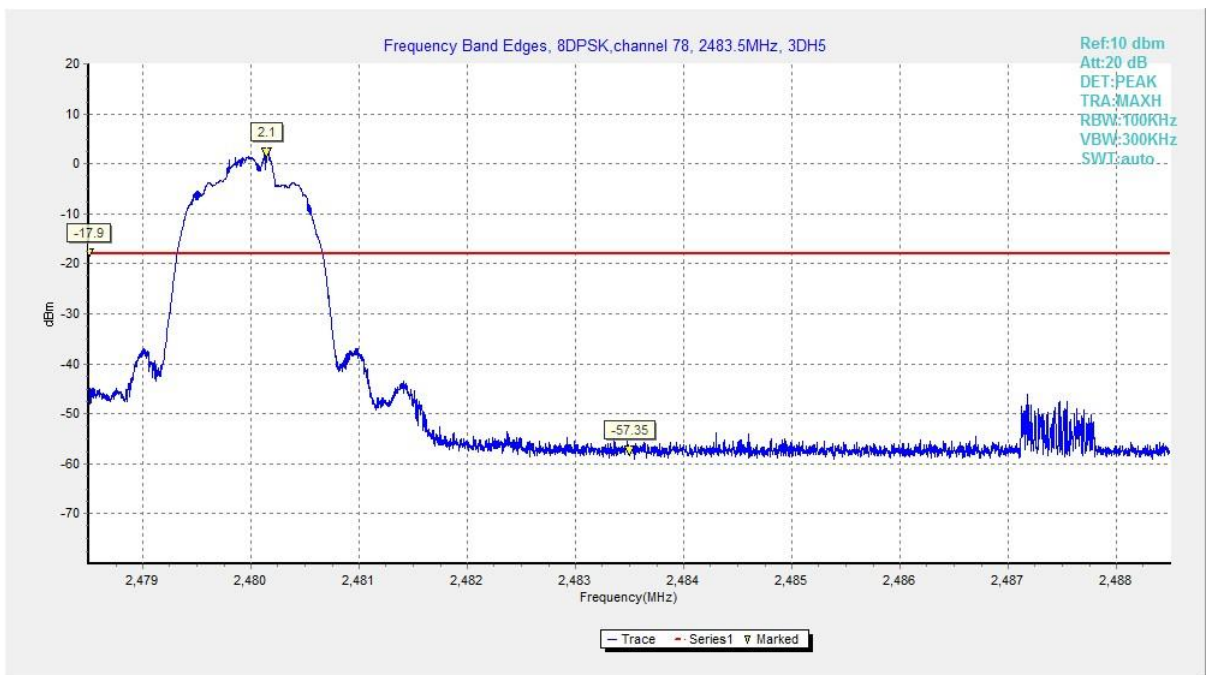 Frequency Band Edges, 8DPSK,channel 78, 2483.5MHz, 3DH5
Ref:10 dbm
Att:20 dB
DET:PEAK
TRA:MAXH
RBW:100KHz
VBW:300KHz
SWT:auto
20
10
2.1
0
-10
-17.9
-20
-30
dBm
-40
-50
-57.35
-60
-70
2,479 2,480 2,481 2,482 2,483 2,484 2,485 2,486 2,487 2,488
Frequency(MHz)
Trace Series1 Marked